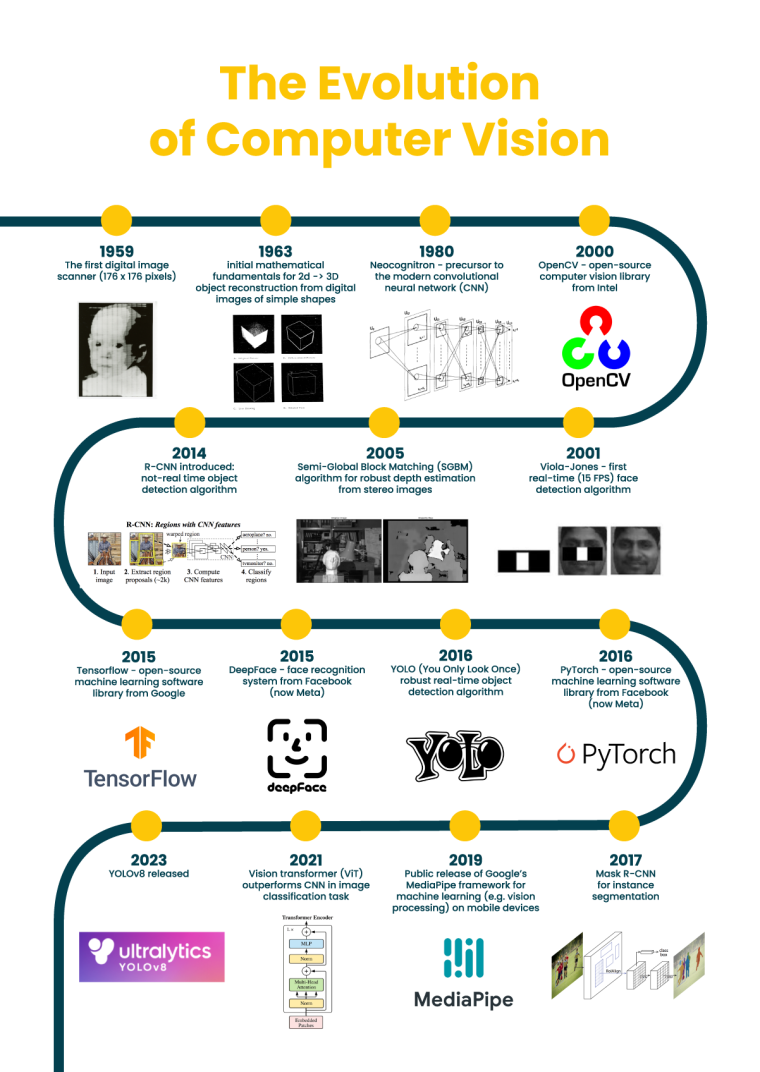 The Evolution
of Computer Vision
1959
The first digital image
scanner (176 x 176 pixels)
1963
initial mathematical
fundamentals for 2d -> 3D
object reconstruction from digital
images of simple shapes
1980
Neocognitron - precursor to
the modern convolutional
neural network (CNN)
2000
OpenCV - open-source
computer vision library
from Intel
OpenCV
2014
R-CNN introduced:
not-real time object
detection algorithm
R-CNN: Regions with CNN features
warped region
aeroplane? no.
person? yes.
tvmonitor? no.
CNN
1. Input
image
2. Extract region
proposals (~2k)
3. Compute
CNN features
4. Classify
regions
2005
Semi-Global Block Matching (SGBM)
algorithm for robust depth estimation
from stereo images
2001
Viola-Jones - first
real-time (15 FPS) face
detection algorithm
2015
Tensorflow - open-source
machine learning software
library from Google
TensorFlow
2015
DeepFace - face recognition
system from Facebook
(now Meta)
deepFace
2016
YOLO (You Only Look Once)
robust real-time object
detection algorithm
YOLO
2016
PyTorch - open-source
machine learning software
library from Facebook
(now Meta)
PyTorch
2023
YOLOv8 released
ultralytics
YOLOv8
2021
Vision transformer (ViT)
outperforms CNN in image
classification task
Transformer Encoder
L x
+
MLP
Norm
+
Multi-Head
Attention
Norm
Embedded
Patches
2019
Public release of Google's
MediaPipe framework for
machine learning (e.g. vision
processing) on mobile devices
MediaPipe
2017
Mask R-CNN
for instance
segmentation
RoIAlign
class
box